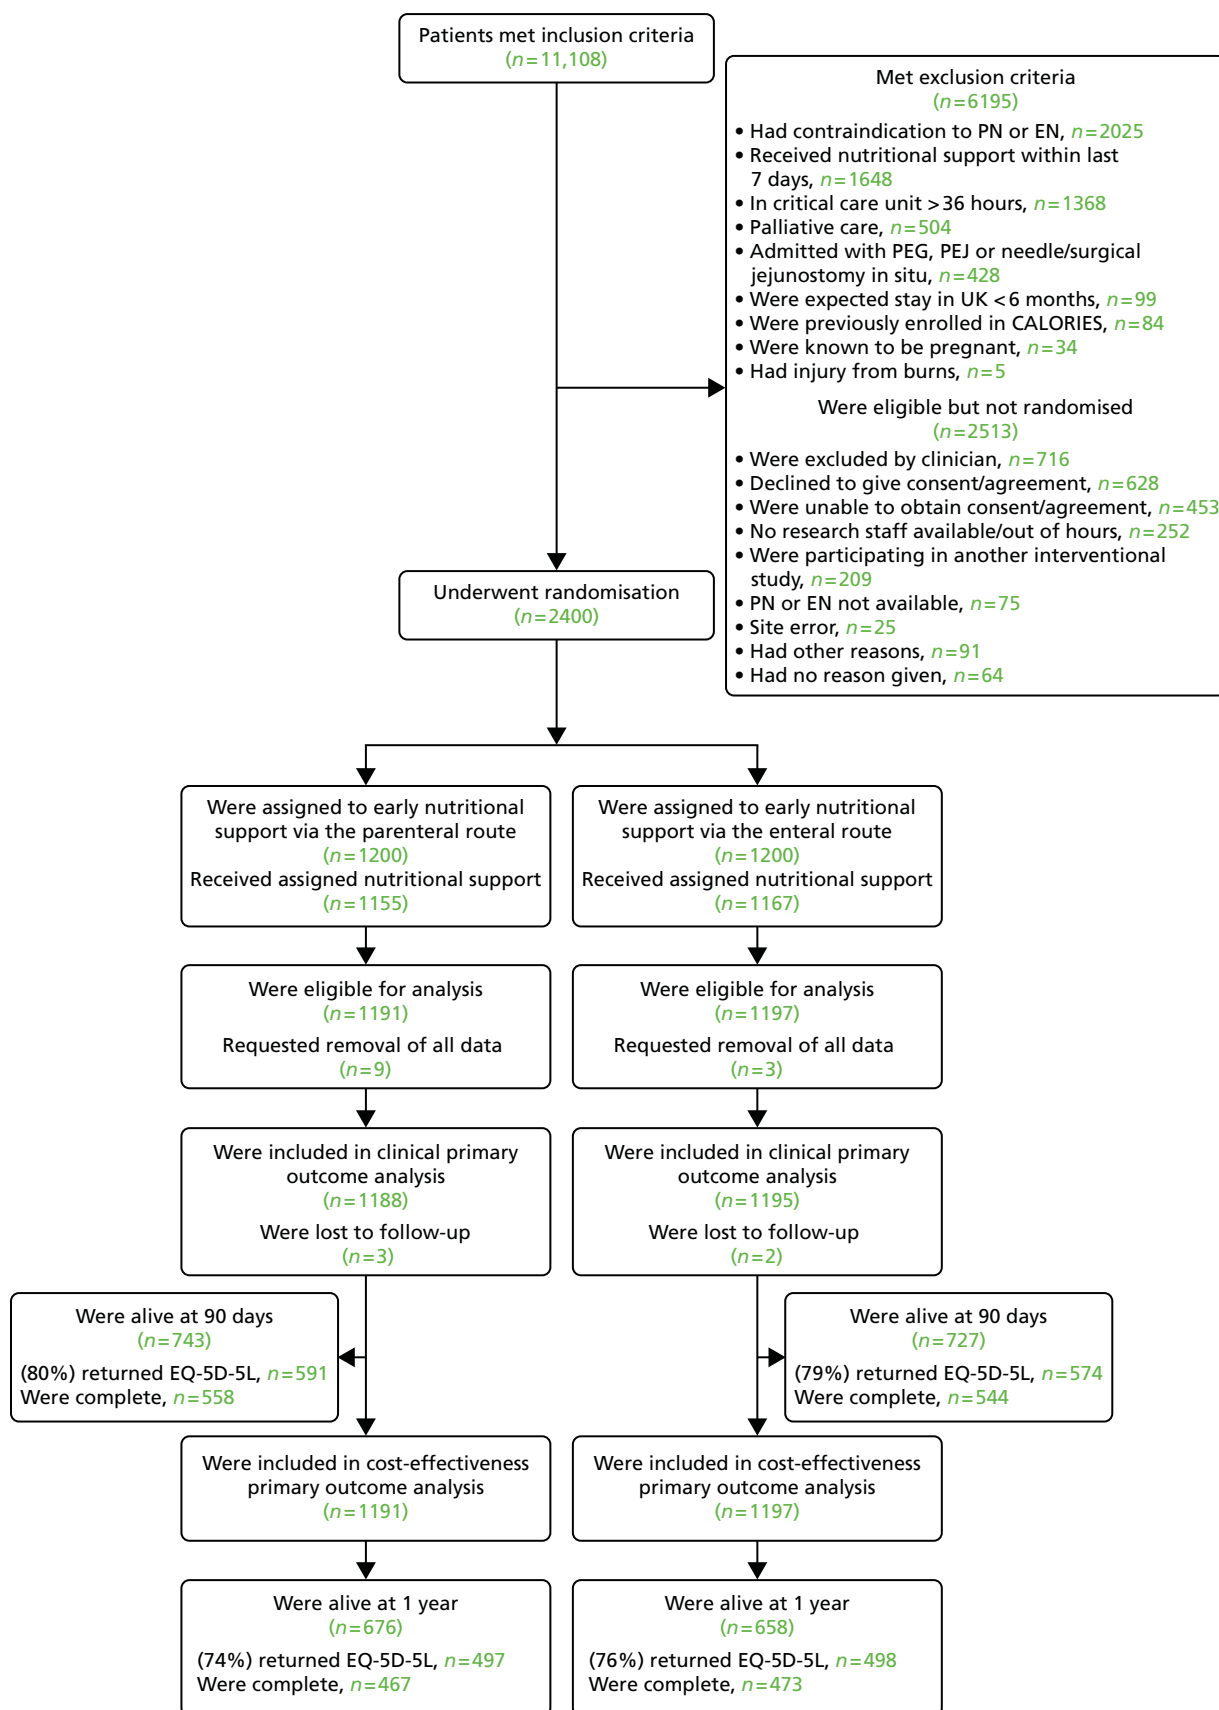 Patients met inclusion criteria
(n=11,108)
Met exclusion criteria
(n=6195)
• Had contraindication to PN or EN, n=2025
• Received nutritional support within last
7 days, n=1648
• In critical care unit >36 hours, n=1368
• Palliative care, n=504
• Admitted with PEG, PEJ or needle/surgical
jejunostomy in situ, n=428
• Were expected stay in UK <6 months, n=99
• Were previously enrolled in CALORIES, n=84
• Were known to be pregnant, n=34
• Had injury from burns, n=5
Were eligible but not randomised
(n=2513)
• Were excluded by clinician, n=716
• Declined to give consent/agreement, n=628
• Were unable to obtain consent/agreement, n=453
• No research staff available/out of hours, n=252
• Were participating in another interventional
study, n=209
• PN or EN not available, n=75
• Site error, n=25
• Had other reasons, n=91
• Had no reason given, n=64
Underwent randomisation
(n=2400)
Were assigned to early nutritional
support via the parenteral route
(n=1200)
Received assigned nutritional support
(n=1155)
Were assigned to early nutritional
support via the enteral route
(n=1200)
Received assigned nutritional support
(n=1167)
Were eligible for analysis
(n=1191)
Requested removal of all data
(n=9)
Were eligible for analysis
(n=1197)
Requested removal of all data
(n=3)
Were included in clinical primary
outcome analysis
(n=1188)
Were lost to follow-up
(n=3)
Were included in clinical primary
outcome analysis
(n=1195)
Were lost to follow-up
(n=2)
Were alive at 90 days
(n=743)
(80%) returned EQ-5D-5L, n=591
Were complete, n=558
Were alive at 90 days
(n=727)
(79%) returned EQ-5D-5L, n=574
Were complete, n=544
Were included in cost-effectiveness
primary outcome analysis
(n=1191)
Were included in cost-effectiveness
primary outcome analysis
(n=1197)
Were alive at 1 year
(n=676)
(74%) returned EQ-5D-5L, n=497
Were complete, n=467
Were alive at 1 year
(n=658)
(76%) returned EQ-5D-5L, n=498
Were complete, n=473